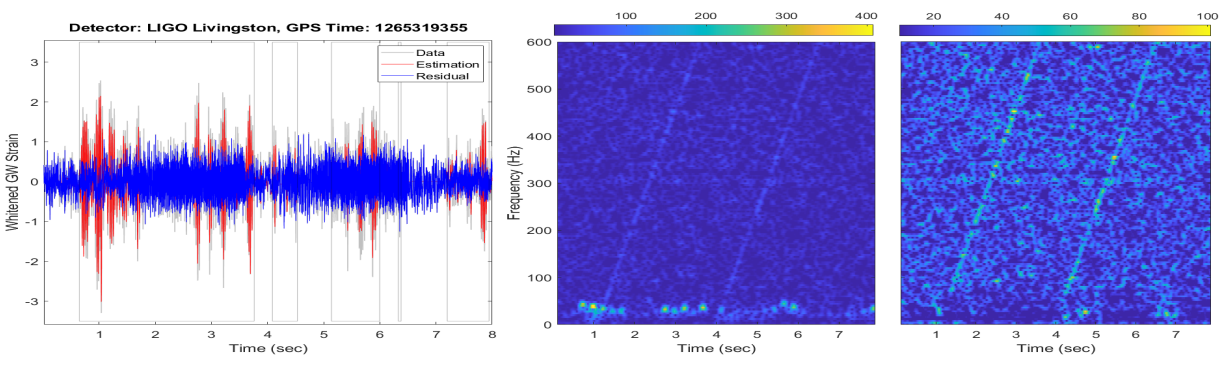 Detector: LIGO Livingston, GPS Time: 1265319355
Data
Estimation
Residual
Whitened GW Strain
3
2
1
0
-1
-2
-3
1 2 3 4 5 6 7 8
Time (sec)
100 200 300 400
Frequency (Hz)
600
500
400
300
200
100
0
1 2 3 4 5 6 7
Time (sec)
20 40 60 80 100
1 2 3 4 5 6 7
Time (sec)